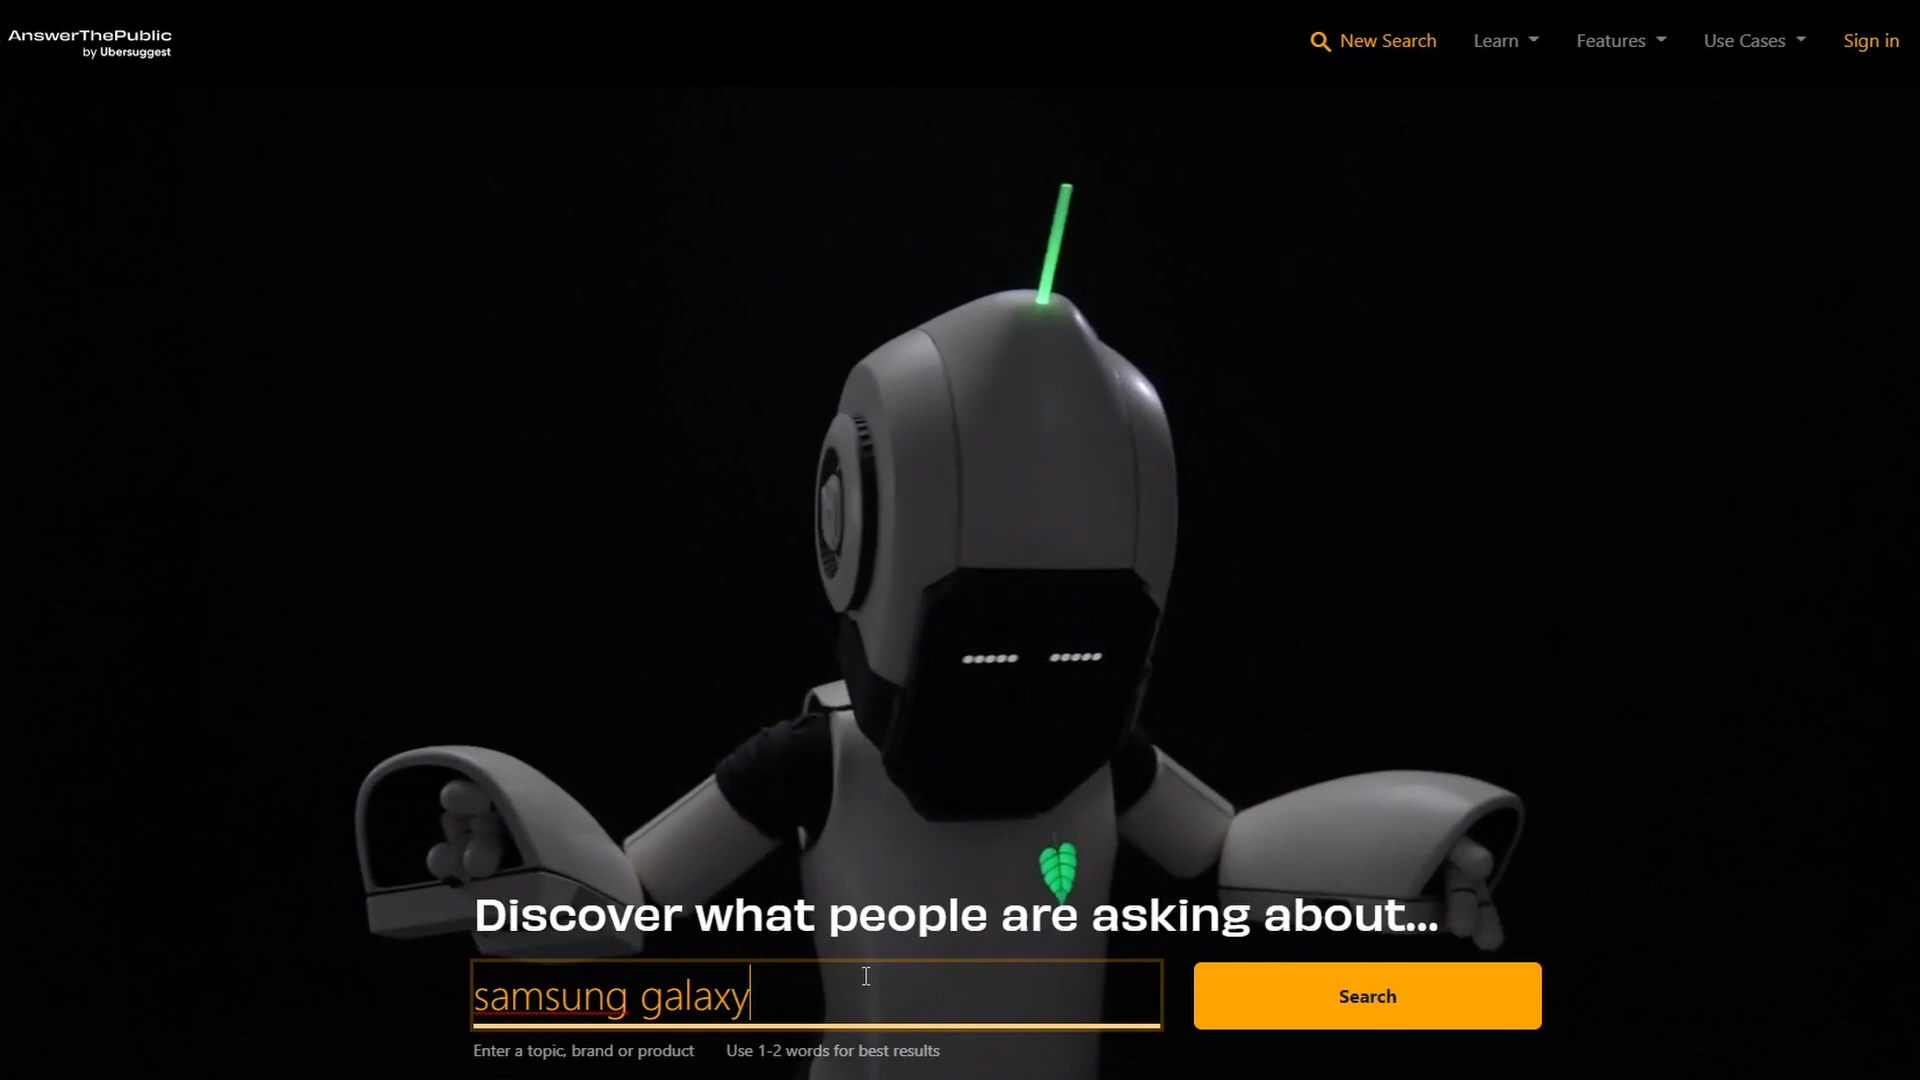 AnswerThePublic
by Ubersuggest
New Search
Learn
Features
Use Cases
Sign in
Discover what people are asking about...
samsung galaxy
Search
Enter a topic, brand or product
Use 1-2 words for best results